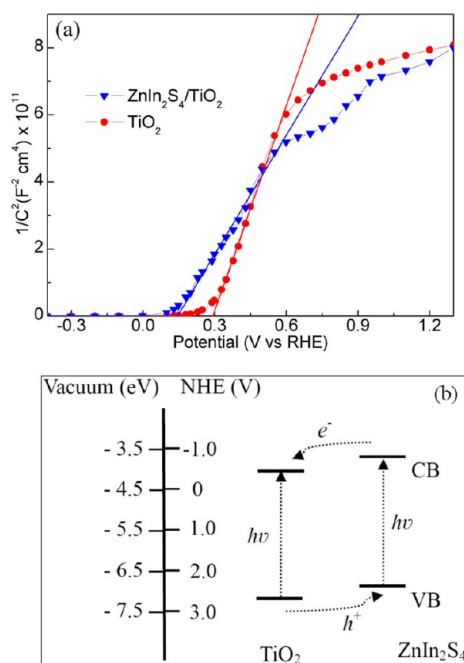 (a)
ZnIn₂S₄/TiO₂
TiO₂
1/C²(F⁻² cm⁴) x 10¹¹
8
6
4
2
0
-0.3 0.0 0.3 0.6 0.9 1.2
Potential (V vs RHE)
(b)
Vacuum (eV) NHE (V)
- 3.5 -1.0
- 4.5 0
- 5.5 1.0
- 6.5 2.0
- 7.5 3.0
e⁻
CB
hυ hυ
VB
h⁺
TiO₂ ZnIn₂S₄